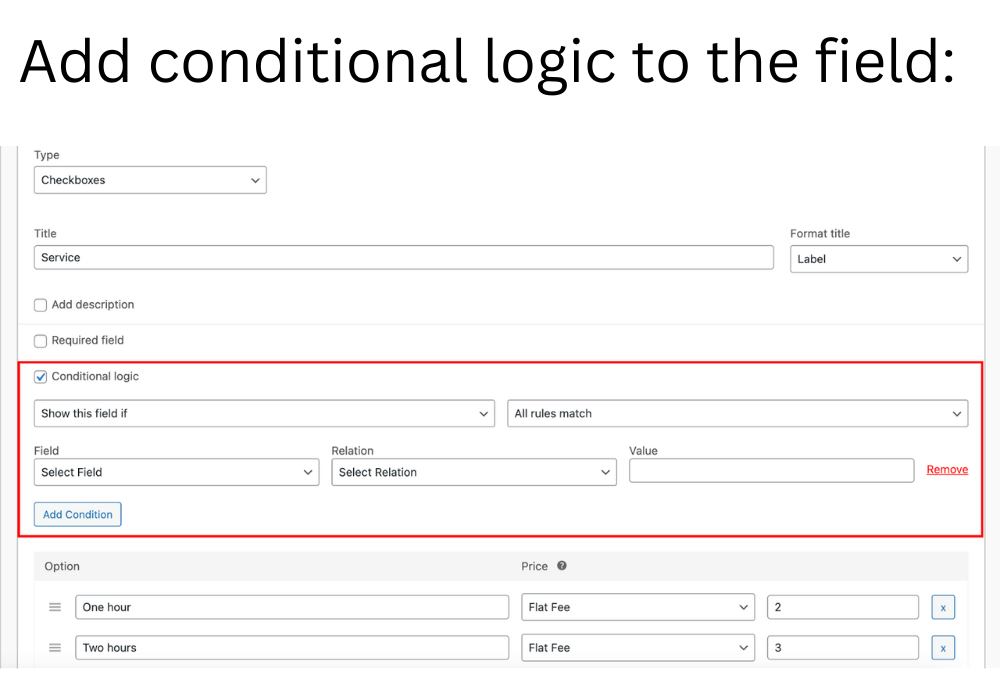 Add conditional logic to the field:
Type
Checkboxes
Title
Format title
Service
Label
Add description
Required field
Conditional logic
Show this field if
All rules match
Field
Relation
Value
Select Field
Select Relation
Remove
Add Condition
Option
Price ?
One hour
Flat Fee
2
x
Two hours
Flat Fee
3
x